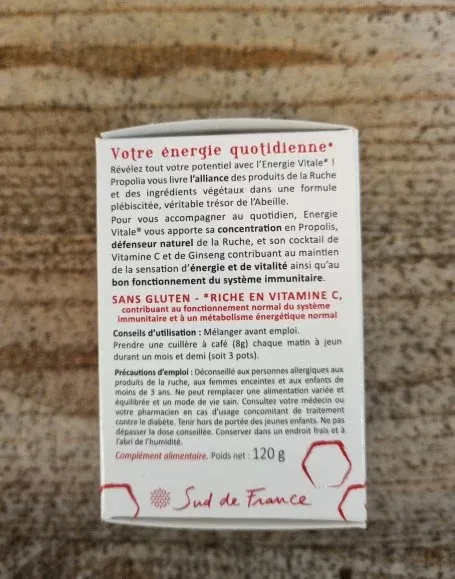 Votre énergie quotidienne*
Révélez tout votre potentiel avec l'Energie Vitale* !
Propolia vous livre l'alliance des produits de la Ruche
et des ingrédients végétaux dans une formule
plébiscitée, véritable trésor de l'Abeille.
Pour vous accompagner au quotidien, Energie
Vitale* vous apporte sa concentration en Propolis,
défenseur naturel de la Ruche, et son cocktail de
Vitamine C et de Ginseng contribuant au maintien
de la sensation d'énergie et de vitalité ainsi qu'au
bon fonctionnement du système immunitaire.
SANS GLUTEN - *RICHE EN VITAMINE C,
contribuant au fonctionnement normal du système
immunitaire et à un métabolisme énergétique normal
Conseils d'utilisation : Mélanger avant emploi.
Prendre une cuillère à café (8g) chaque matin à jeun
durant un mois et demi (soit 3 pots).
Précautions d'emploi : Déconseillé aux personnes allergiques aux
produits de la ruche, aux femmes enceintes et aux enfants de
moins de 3 ans. Ne peut remplacer une alimentation variée et
équilibrée et un mode de vie sain. Consultez votre médecin ou
votre pharmacien en cas d'usage concomitant de traitement
contre le diabète. Tenir hors de portée des jeunes enfants. Ne pas
dépasser la dose conseillée. Conserver dans un endroit frais et à
l'abri de l'humidité.
Complément alimentaire. Poids net : 120 g
Sud de France